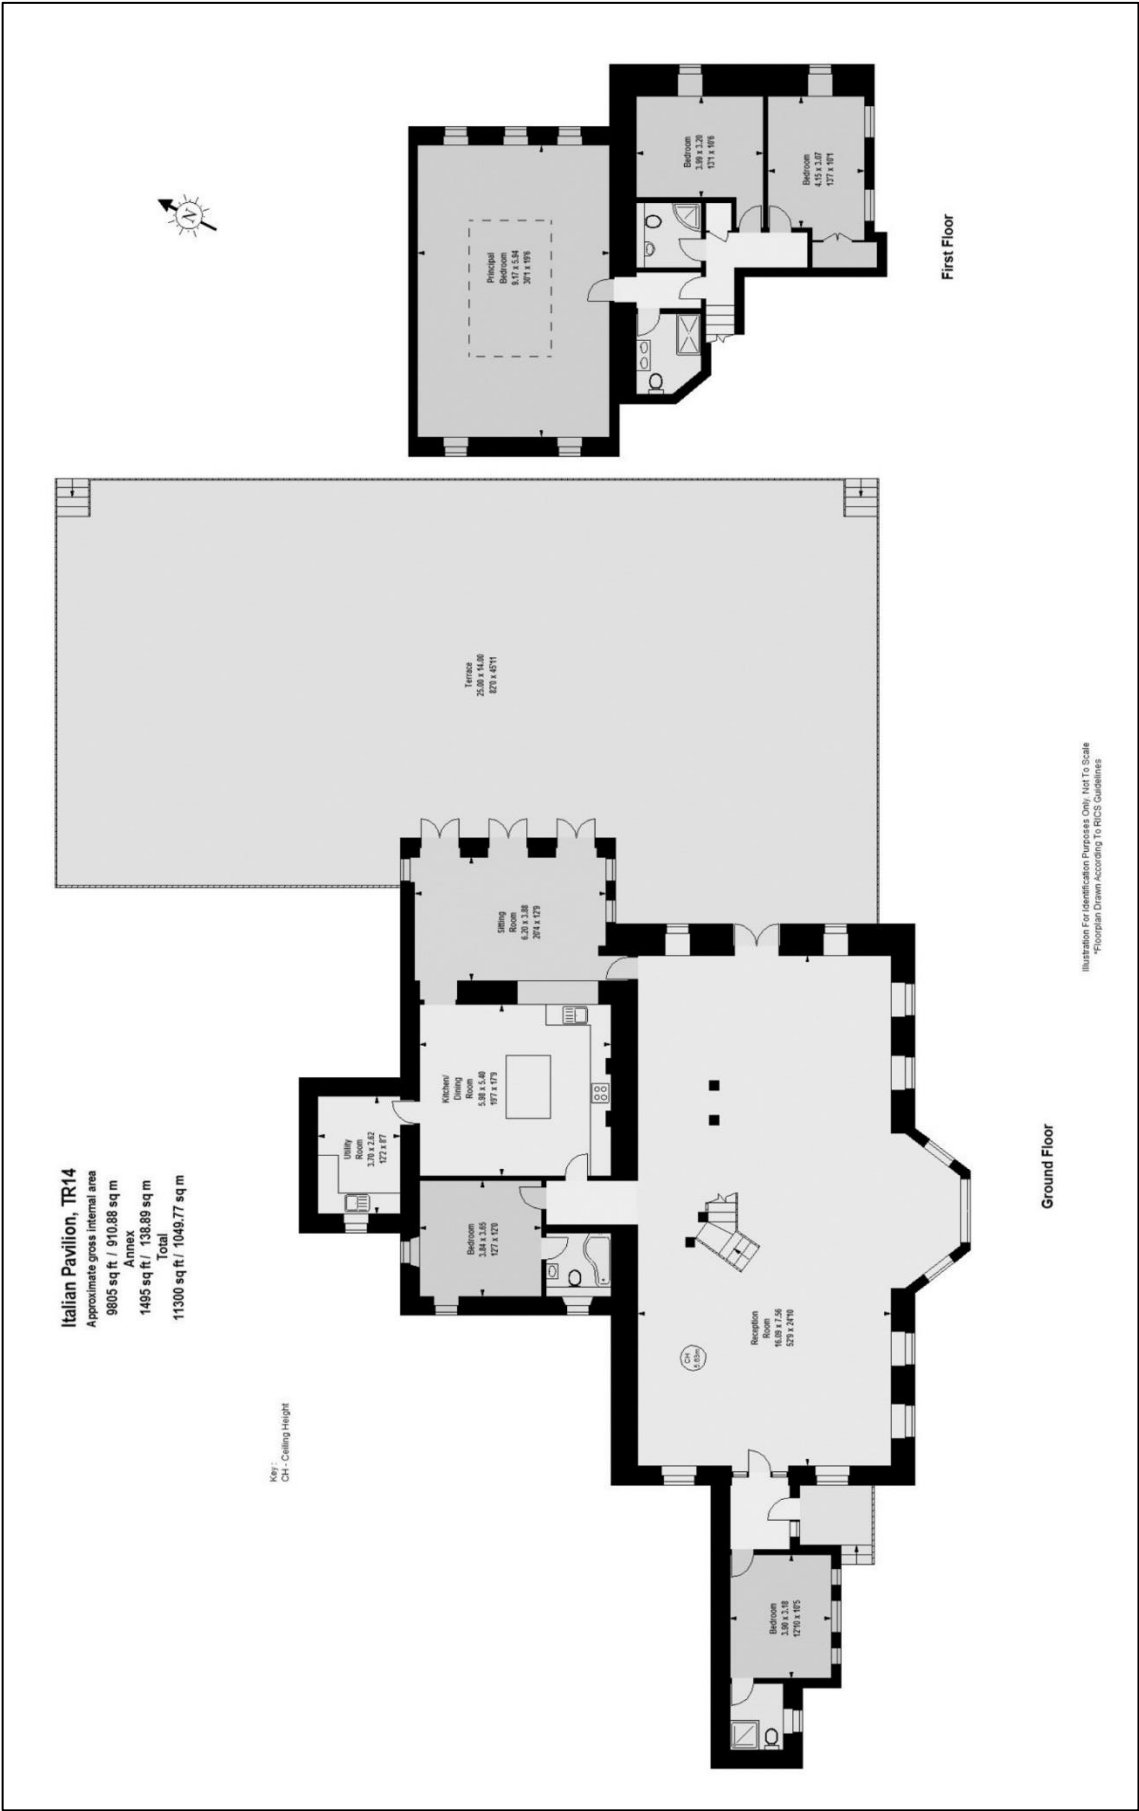 Italian Pavilion, TR14
Approximate gross internal area
9805 sq ft / 910.88 sq m
Annex
1495 sq ft / 138.89 sq m
Total
11300 sq ft / 1049.77 sq m
Key :
CH - Ceiling Height
N
Utility
Room
3.70 x 2.62
12'2 x 8'7
Bedroom
3.84 x 3.65
12'7 x 12'0
Kitchen/
Dining
Room
5.98 x 5.40
19'7 x 17'9
Sitting
Room
6.20 x 3.88
20'4 x 12'9
Terrace
25.00 x 14.00
82'0 x 45'11
Principal
Bedroom
9.17 x 5.94
30'1 x 19'6
Bedroom
3.99 x 3.20
13'1 x 10'6
Bedroom
4.15 x 3.07
13'7 x 10'1
First Floor
CH
Reception
Room
16.09 x 7.56
52'9 x 24'10
Bedroom
3.90 x 3.18
12'10 x 10'5
Ground Floor
Illustration For Identification Purposes Only. Not To Scale
*Floorplan Drawn According To RICS Guidelines